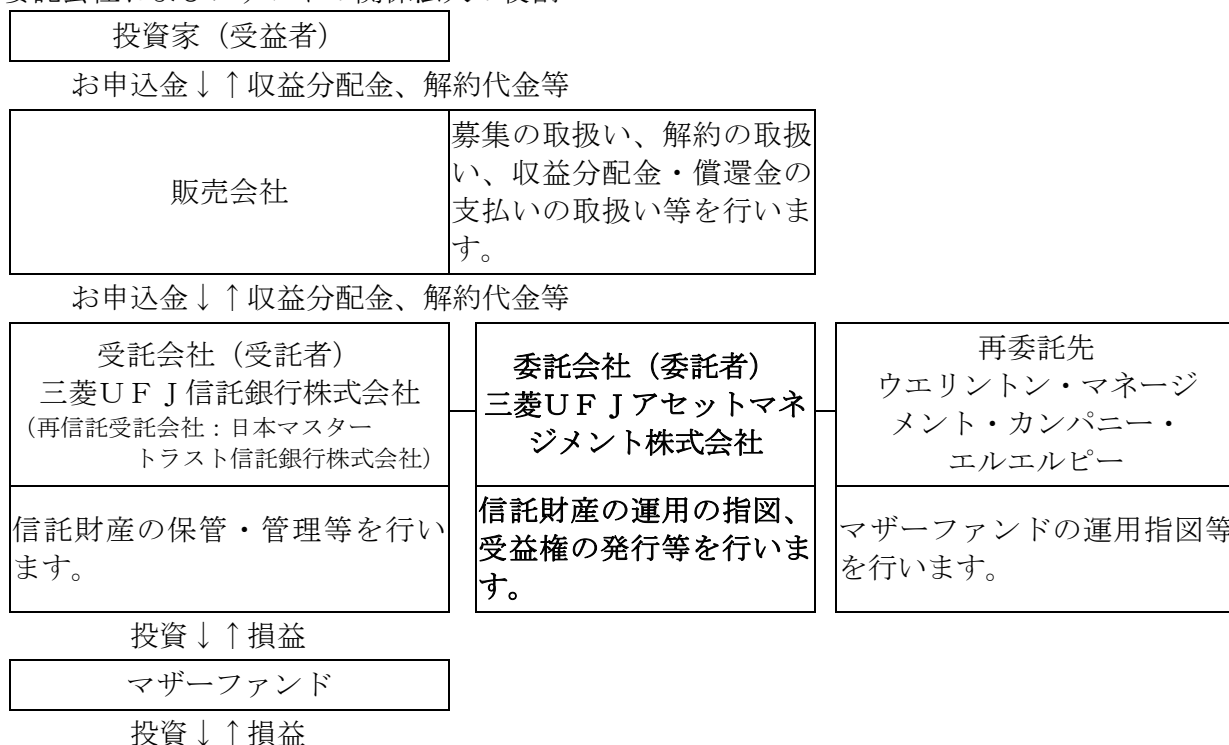 委託会社およびファンドの関係法人の役割
投資家（受益者）
お申込金↓↑収益分配金、解約代金等
販売会社
募集の取扱い、解約の取扱
い、収益分配金・償還金の
支払いの取扱い等を行いま
す。
お申込金↓↑収益分配金、解約代金等
受託会社（受託者）
三菱ＵＦＪ信託銀行株式会社
（再信託受託会社：日本マスター
トラスト信託銀行株式会社）
委託会社（委託者）
三菱ＵＦＪアセットマネ
ジメント株式会社
再委託先
ウエリントン・マネージ
メント・カンパニー・
エルエルピー
信託財産の保管・管理等を行い
ます。
信託財産の運用の指図、
受益権の発行等を行いま
す。
マザーファンドの運用指図等
を行います。
投資↓↑損益
マザーファンド
投資↓↑損益